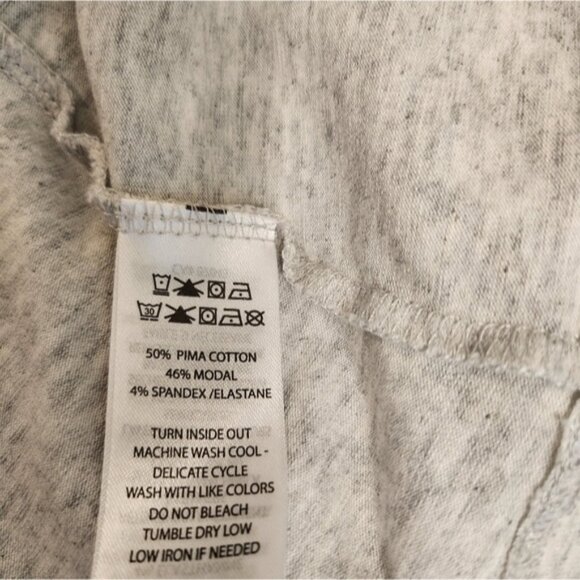 30
50% PIMA COTTON
46% MODAL
4% SPANDEX /ELASTANE
TURN INSIDE OUT
MACHINE WASH COOL -
DELICATE CYCLE
WASH WITH LIKE COLORS
DO NOT BLEACH
TUMBLE DRY LOW
LOW IRON IF NEEDED